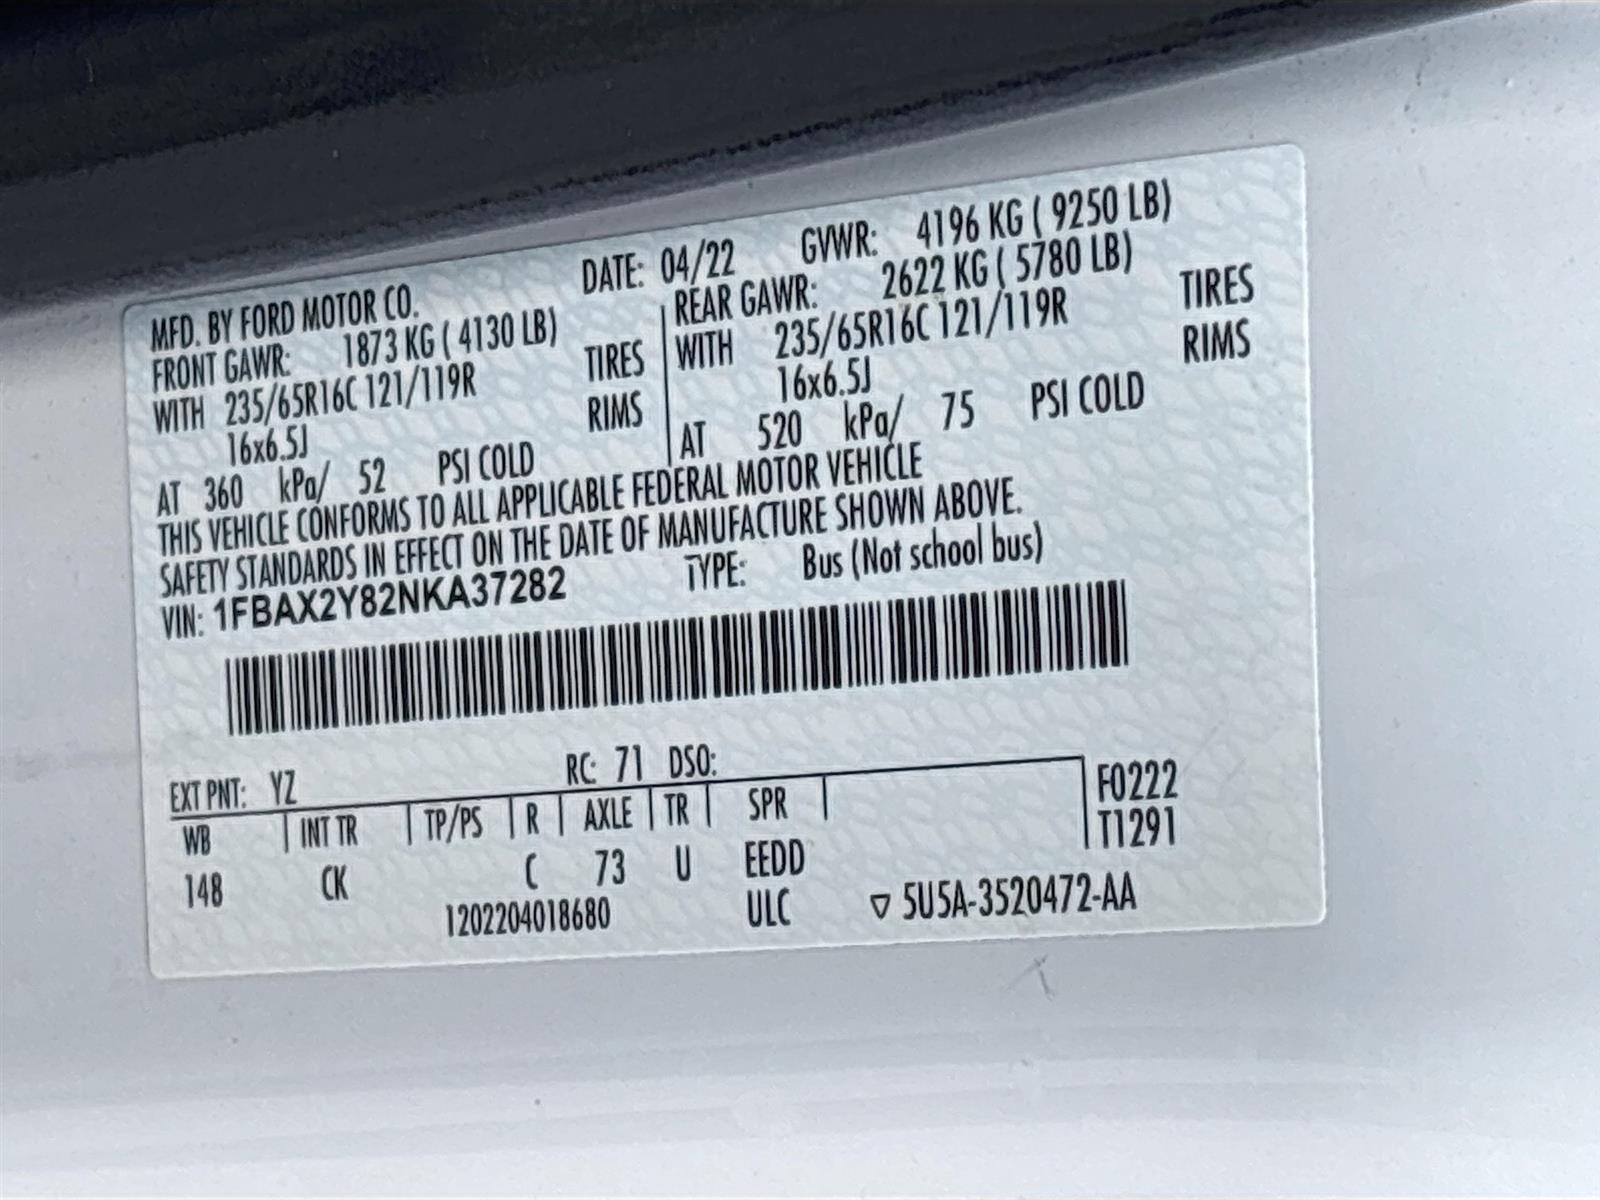 MFD. BY FORD MOTOR CO. DATE: 04/22 GVWR: 4196 KG ( 9250 LB)
FRONT GAWR: 1873 KG ( 4130 LB) REAR GAWR: 2622 KG ( 5780 LB)
WITH 235/65R16C 121/119R TIRES WITH 235/65R16C 121/119R TIRES
16x6.5J RIMS 16x6.5J RIMS
AT 360 kPa/ 52 PSI COLD AT 520 kPa/ 75 PSI COLD
THIS VEHICLE CONFORMS TO ALL APPLICABLE FEDERAL MOTOR VEHICLE
SAFETY STANDARDS IN EFFECT ON THE DATE OF MANUFACTURE SHOWN ABOVE.
VIN: 1FBAX2Y82NKA37282 TYPE: Bus (Not school bus)
EXT PNT: YZ RC: 71 DSO:
WB INT TR TP/PS R AXLE TR SPR F0222
T1291
148 CK C 73 U EEDD
1202204018680 ULC ▽ 5U5A-3520472-AA